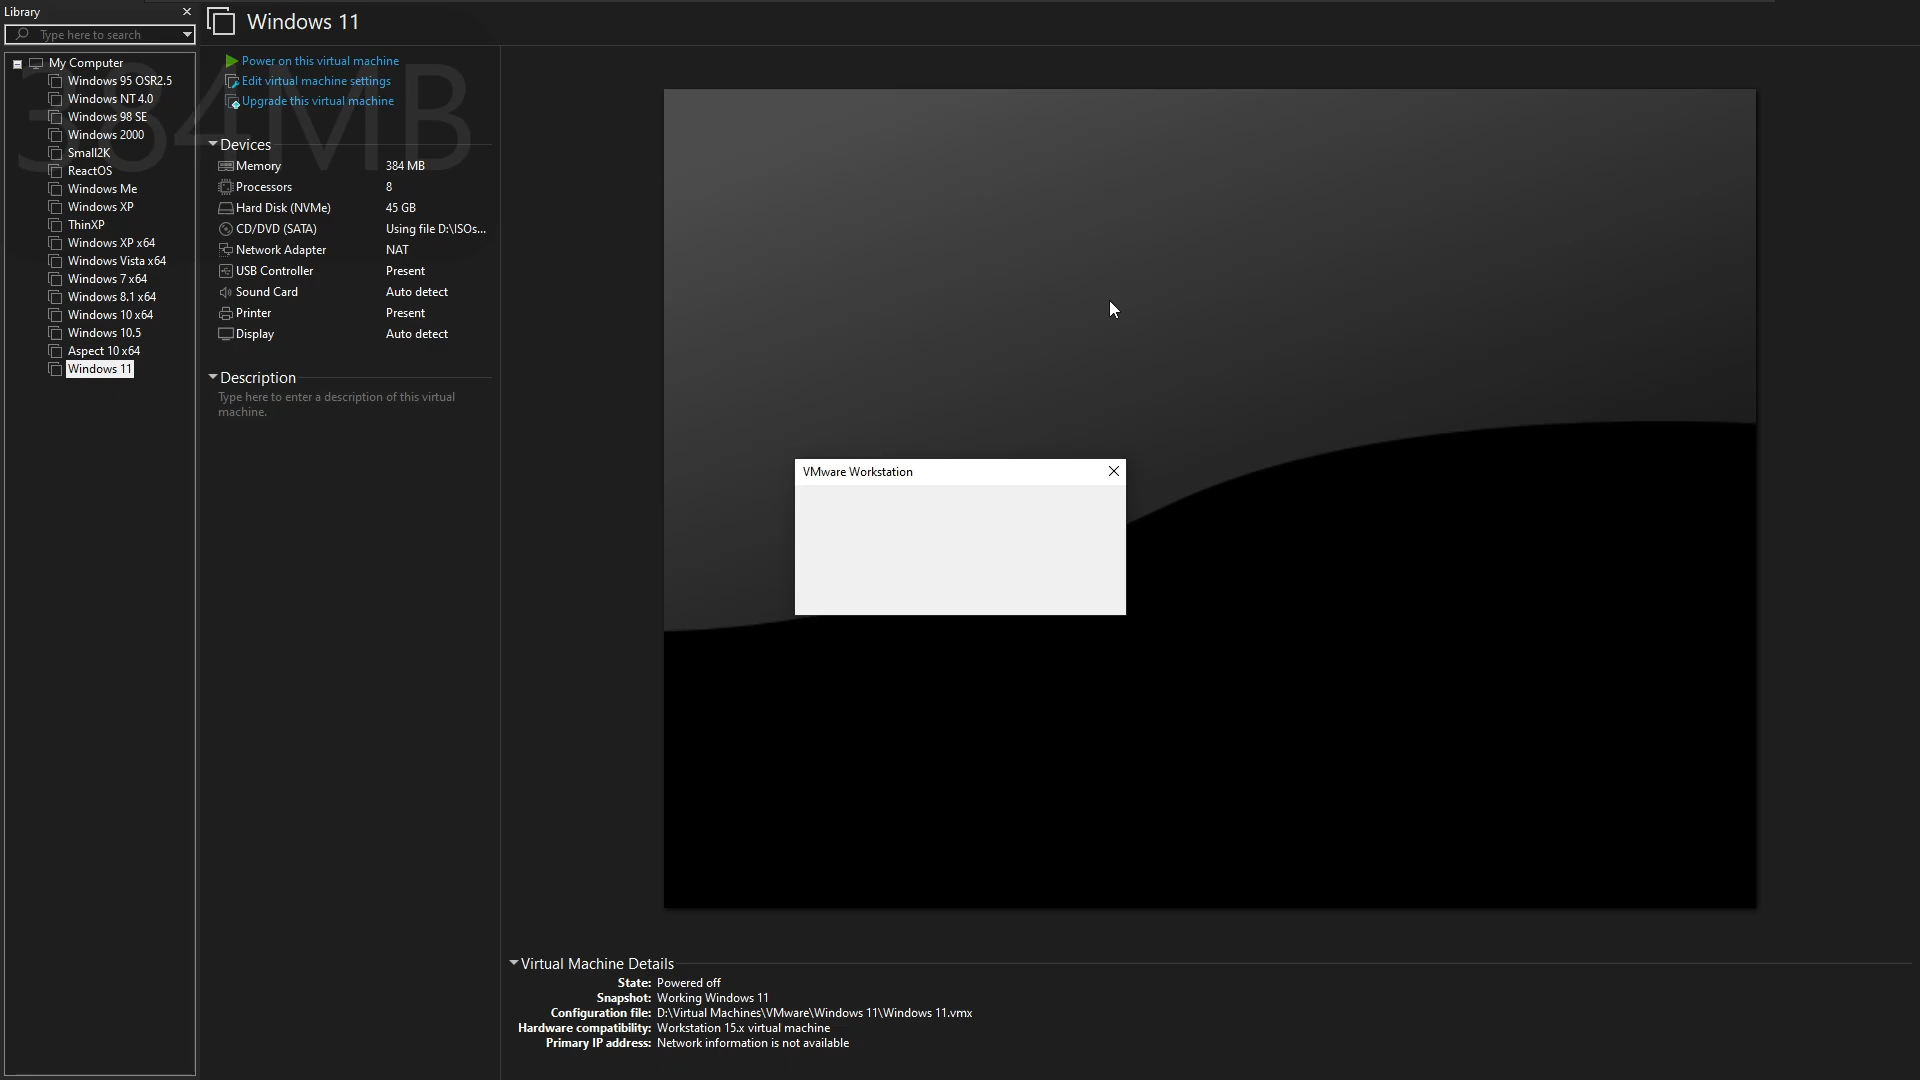 Library
Windows 11
Type here to search
384MB
My Computer
Windows 95 OSR2.5
Windows NT 4.0
Windows 98 SE
Windows 2000
Small2K
ReactOS
Windows Me
Windows XP
ThinXP
Windows XP x64
Windows Vista x64
Windows 7 x64
Windows 8.1 x64
Windows 10 x64
Windows 10.5
Aspect 10 x64
Windows 11
Power on this virtual machine
Edit virtual machine settings
Upgrade this virtual machine
Devices
Memory 384 MB
Processors 8
Hard Disk (NVMe) 45 GB
CD/DVD (SATA) Using file D:\ISOs...
Network Adapter NAT
USB Controller Present
Sound Card Auto detect
Printer Present
Display Auto detect
Description
Type here to enter a description of this virtual
machine.
VMware Workstation
Virtual Machine Details
State: Powered off
Snapshot: Working Windows 11
Configuration file: D:\Virtual Machines\VMware\Windows 11\Windows 11.vmx
Hardware compatibility: Workstation 15.x virtual machine
Primary IP address: Network information is not available